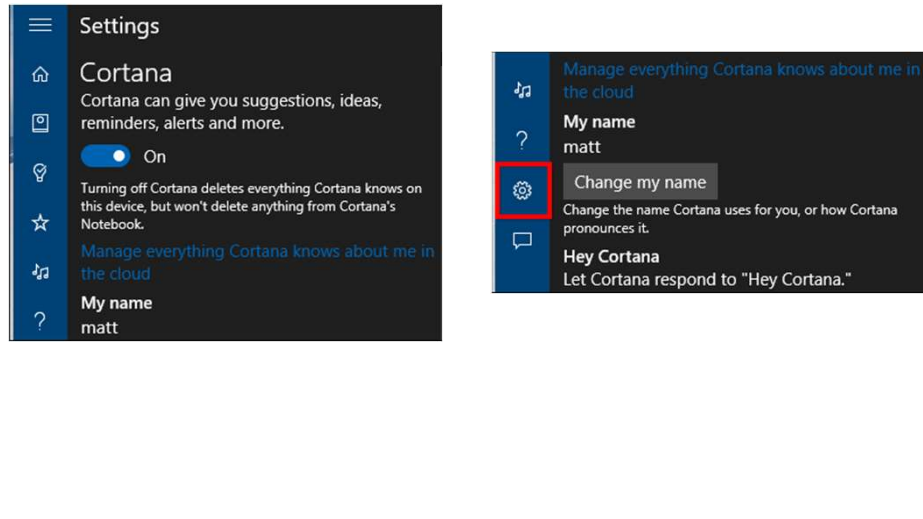 Settings
Cortana
Cortana can give you suggestions, ideas,
reminders, alerts and more.
On
Turning off Cortana deletes everything Cortana knows on
this device, but won't delete anything from Cortana's
Notebook.
Manage everything Cortana knows about me in
the cloud
My name
matt
Manage everything Cortana knows about me in
the cloud
My name
matt
Change my name
Change the name Cortana uses for you, or how Cortana
pronounces it.
Hey Cortana
Let Cortana respond to "Hey Cortana."